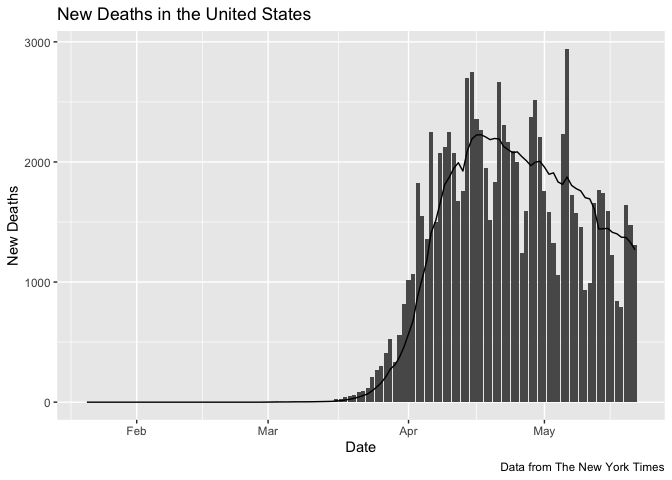 New Deaths in the United States
3000
2000
1000
0
New Deaths
Feb
Mar
Apr
May
Date
Data from The New York Times